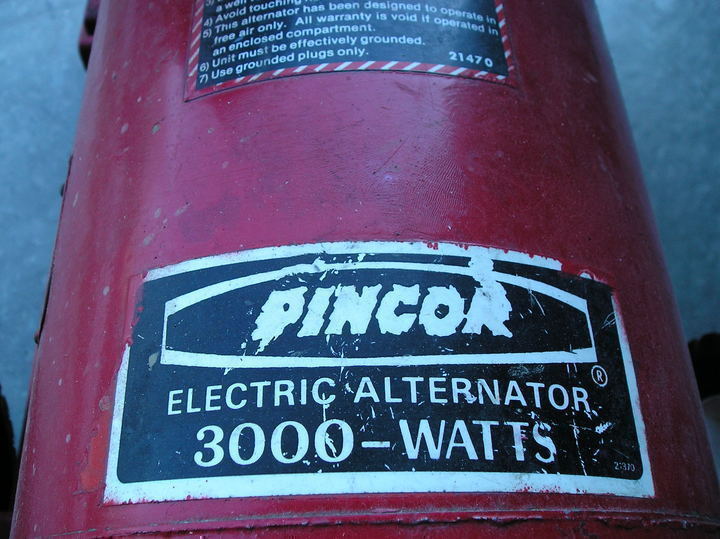 4) Avoid touching
5) This alternator has been designed to operate in
free air only. All warranty is void if operated in
an enclosed compartment.
6) Unit must be effectively grounded.
7) Use grounded plugs only.
21470
PINCOR
®
ELECTRIC ALTERNATOR
3000-WATTS
21370